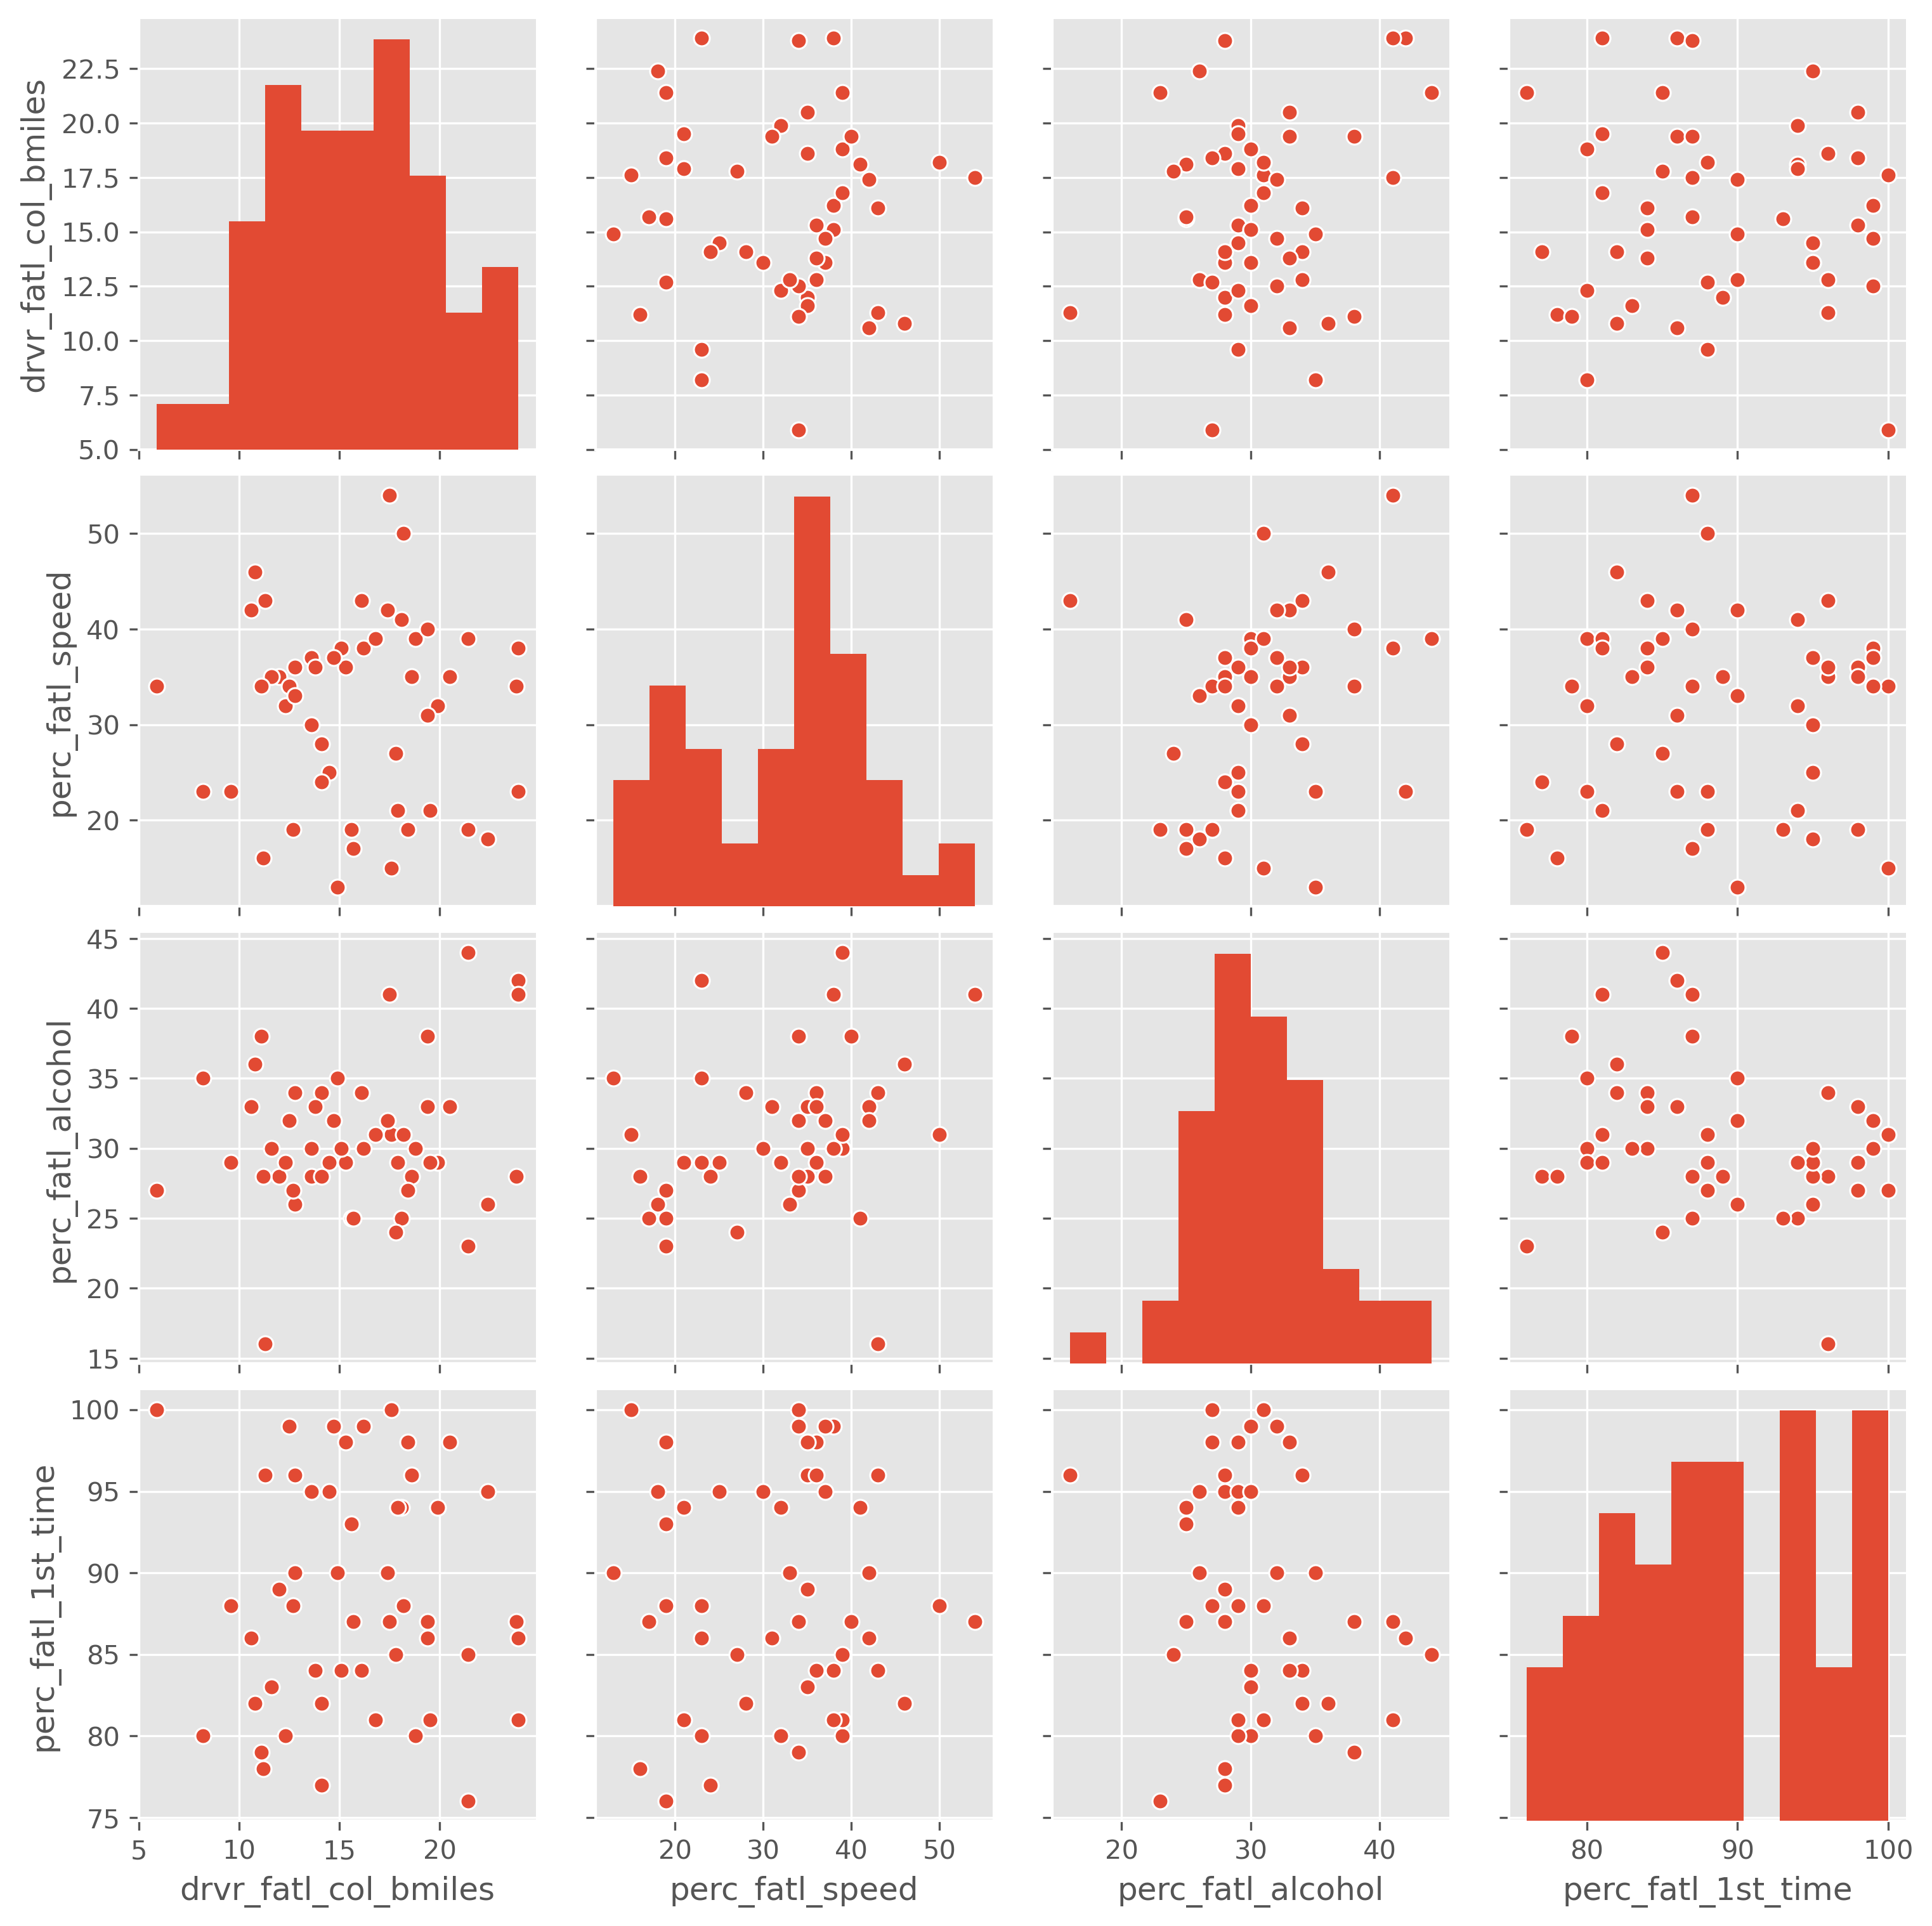 drvr_fatl_col_bmiles
22.5
20.0
17.5
15.0
12.5
10.0
7.5
5.0
perc_fatl_speed
50
40
30
20
perc_fatl_alcohol
45
40
35
30
25
20
15
perc_fatl_1st_time
100
95
90
85
80
75
5 10 15 20
20 30 40 50
20 30 40
80 90 100
drvr_fatl_col_bmiles
perc_fatl_speed
perc_fatl_alcohol
perc_fatl_1st_time